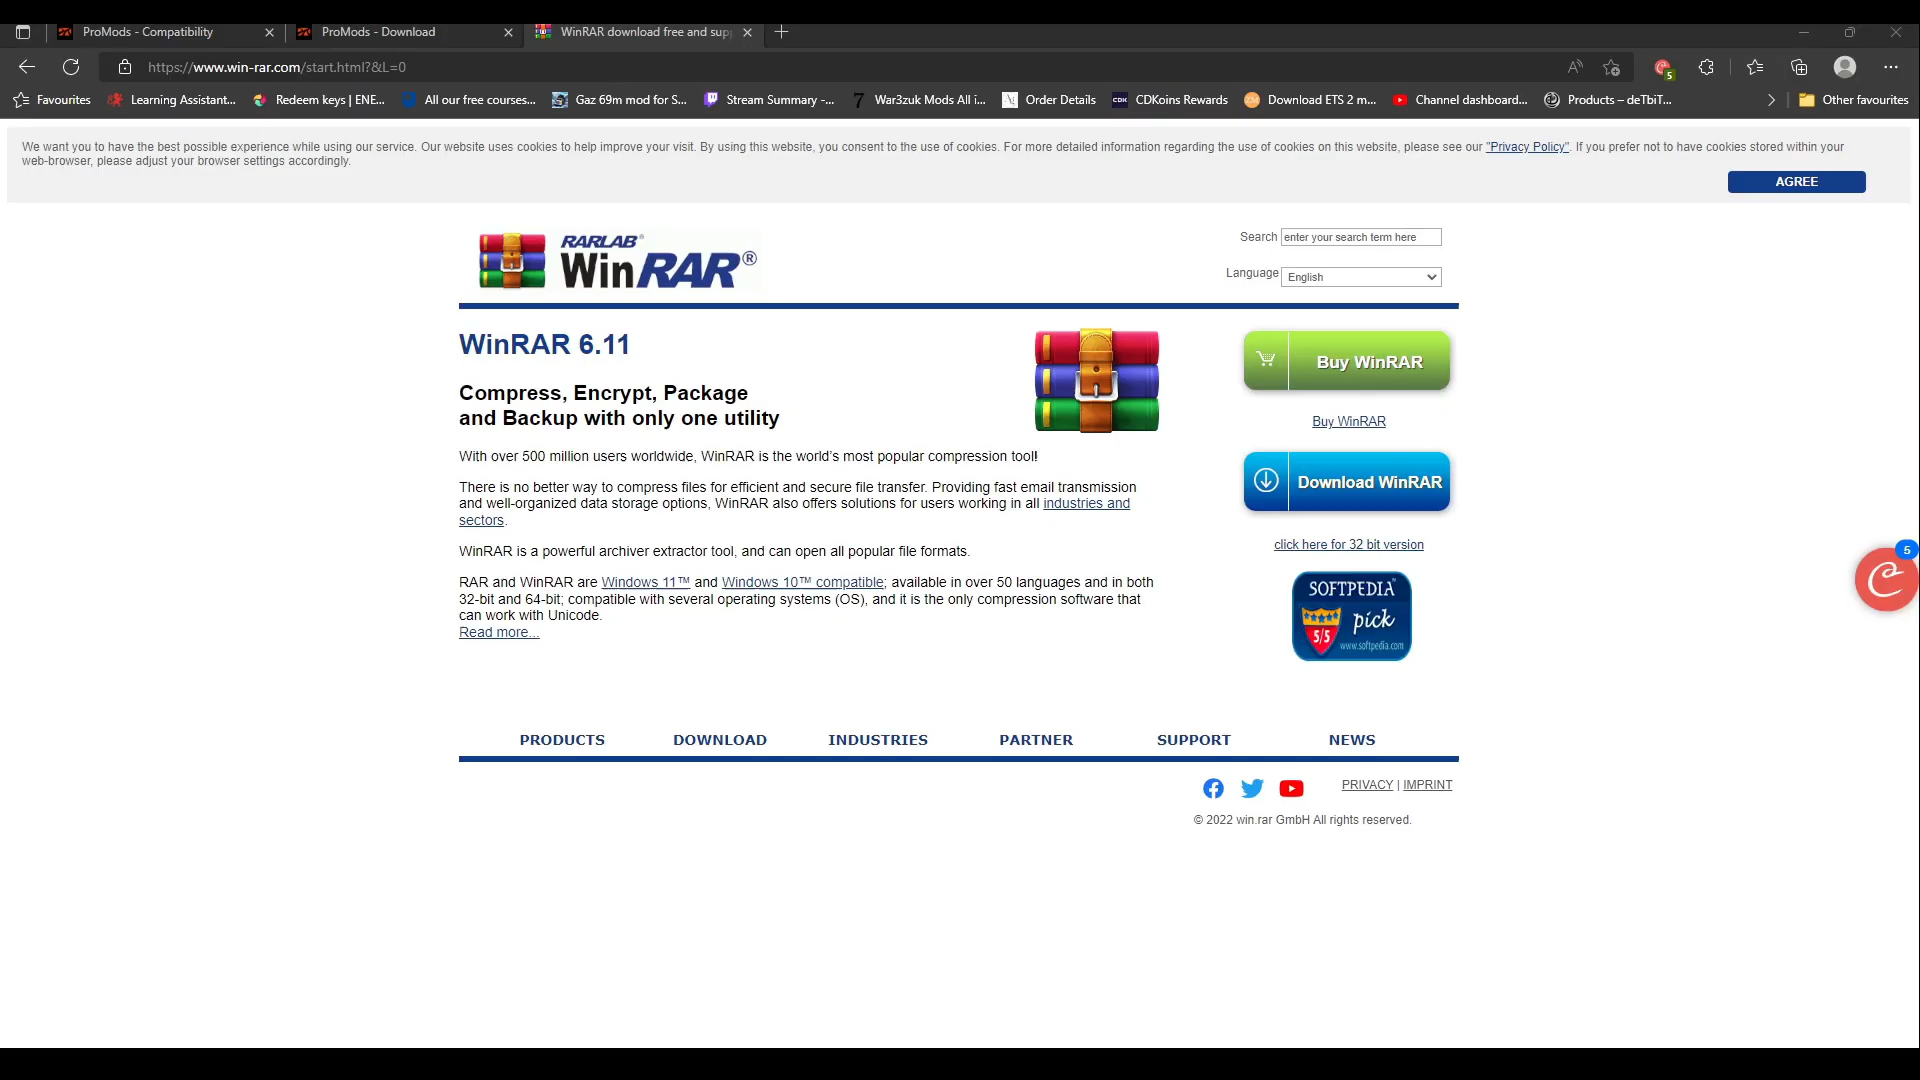 ProMods - Compatibility
ProMods - Download
WinRAR download free and sup
https://www.win-rar.com/start.html?&L=0
5
Favourites
Learning Assistant...
Redeem keys | ENE...
All our free courses...
Gaz 69m mod for S...
Stream Summary -...
War3zuk Mods All i...
Order Details
CDKoins Rewards
Download ETS 2 m...
Channel dashboard...
Products – deTbiT...
Other favourites
We want you to have the best possible experience while using our service. Our website uses cookies to help improve your visit. By using this website, you consent to the use of cookies. For more detailed information regarding the use of cookies on this website, please see our "Privacy Policy". If you prefer not to have cookies stored within your
web-browser, please adjust your browser settings accordingly.
AGREE
RARLAB®
WinRAR®
Search enter your search term here
Language English
WinRAR 6.11
Compress, Encrypt, Package
and Backup with only one utility
With over 500 million users worldwide, WinRAR is the world’s most popular compression tool!
There is no better way to compress files for efficient and secure file transfer. Providing fast email transmission
and well-organized data storage options, WinRAR also offers solutions for users working in all industries and
sectors.
WinRAR is a powerful archiver extractor tool, and can open all popular file formats.
RAR and WinRAR are Windows 11™ and Windows 10™ compatible; available in over 50 languages and in both
32-bit and 64-bit; compatible with several operating systems (OS), and it is the only compression software that
can work with Unicode.
Read more...
Buy WinRAR
Buy WinRAR
Download WinRAR
click here for 32 bit version
5
SOFTPEDIA™
pick
5/5
www.softpedia.com
PRODUCTS
DOWNLOAD
INDUSTRIES
PARTNER
SUPPORT
NEWS
PRIVACY | IMPRINT
© 2022 win.rar GmbH All rights reserved.